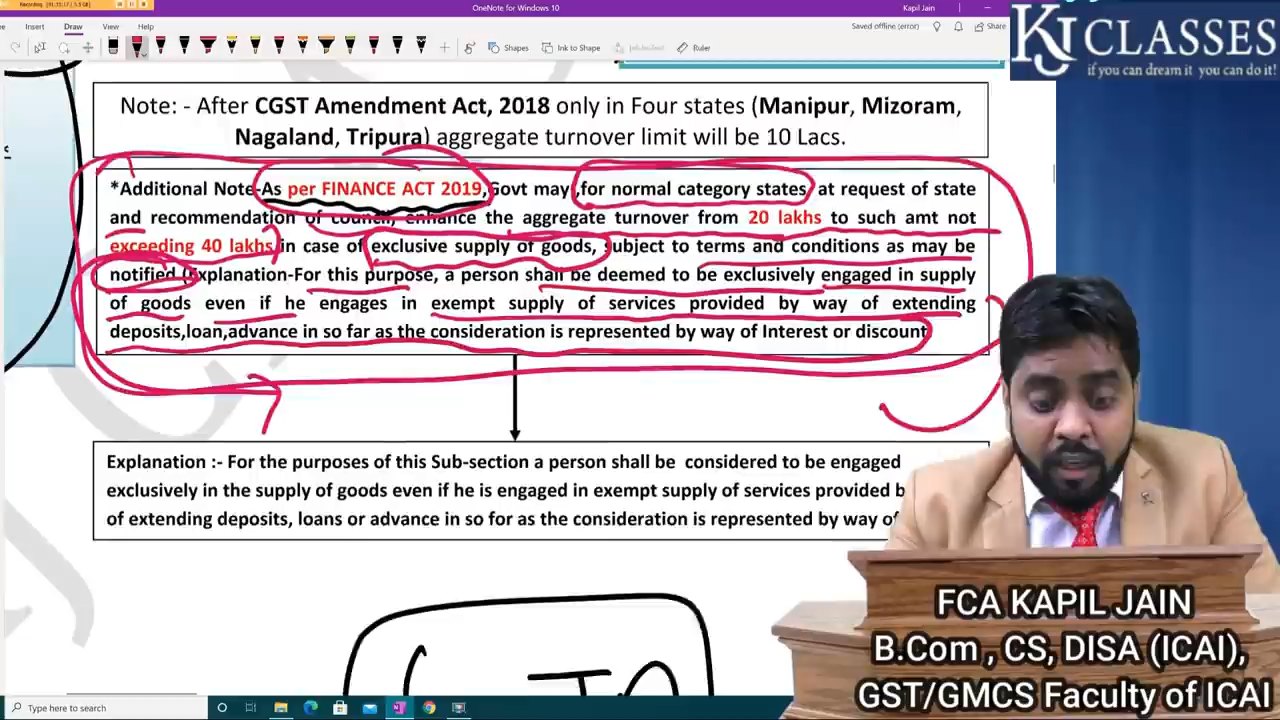 OneNote for Windows 10
Kapil Jain
Insert Draw View Help
Saved offline (error)
Share
Shapes Ink to Shape Ruler
KJ CLASSES
if you can dream it you can do it!
Note: - After CGST Amendment Act, 2018 only in Four states (Manipur, Mizoram,
Nagaland, Tripura) aggregate turnover limit will be 10 Lacs.
*Additional Note-As per FINANCE ACT 2019,Govt may ,for normal category states, at request of state
and recommendation of council, enhance the aggregate turnover from 20 lakhs to such amt not
exceeding 40 lakhs in case of exclusive supply of goods, subject to terms and conditions as may be
notified (Explanation-For this purpose, a person shall be deemed to be exclusively engaged in supply
of goods even if he engages in exempt supply of services provided by way of extending
deposits,loan,advance in so far as the consideration is represented by way of Interest or discount
Explanation :- For the purposes of this Sub-section a person shall be considered to be engaged
exclusively in the supply of goods even if he is engaged in exempt supply of services provided b
of extending deposits, loans or advance in so for as the consideration is represented by way of
FCA KAPIL JAIN
B.Com , CS, DISA (ICAI),
GST/GMCS Faculty of ICAI
Type here to search